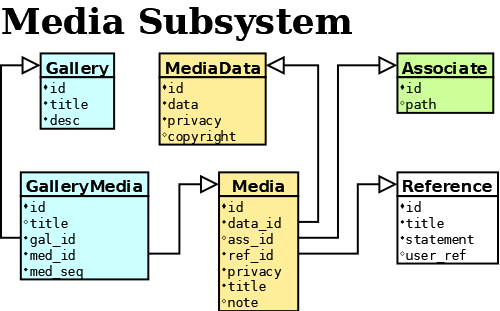 Media Subsystem
Gallery
id
title
desc
MediaData
id
data
privacy
copyright
Associate
id
path
GalleryMedia
id
title
gal_id
med_id
med_seq
Media
id
data_id
ass_id
ref_id
privacy
title
note
Reference
id
title
statement
user_ref